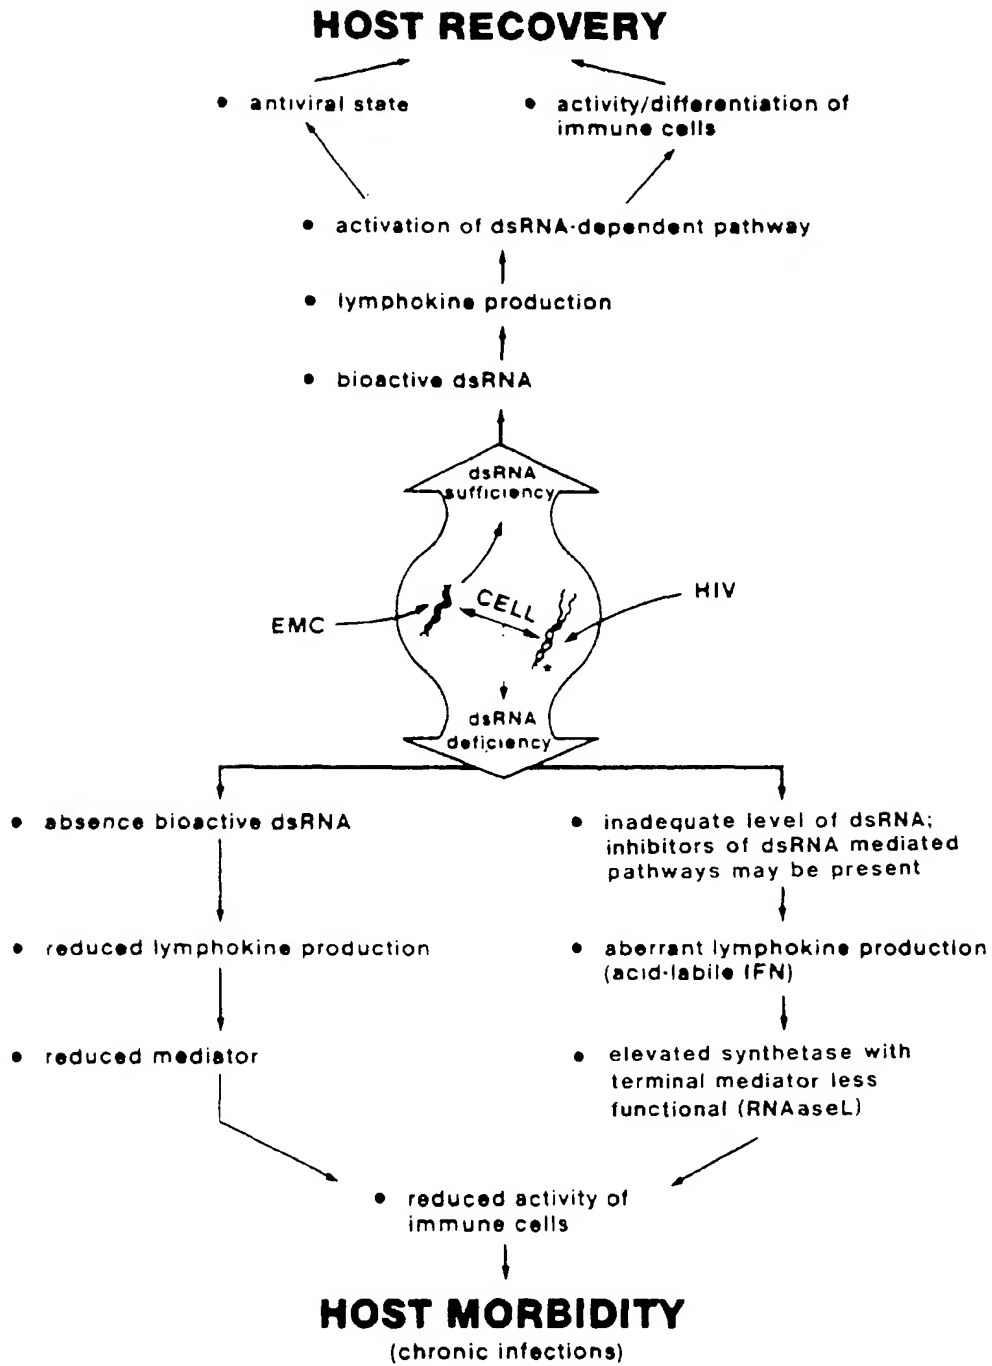 HOST RECOVERY
• antiviral state
• activity/differentiation of
immune cells
• activation of dsRNA-dependent pathway
• lymphokine production
• bioactive dsRNA
dsRNA
sufficiency
CELL
HIV
EMC
*
dsRNA
deficiency
• absence bioactive dsRNA
• inadequate level of dsRNA;
inhibitors of dsRNA mediated
pathways may be present
• reduced lymphokine production
• aberrant lymphokine production
(acid-labile IFN)
• reduced mediator
• elevated synthetase with
terminal mediator less
functional (RNAaseL)
• reduced activity of
immune cells
HOST MORBIDITY
(chronic infections)